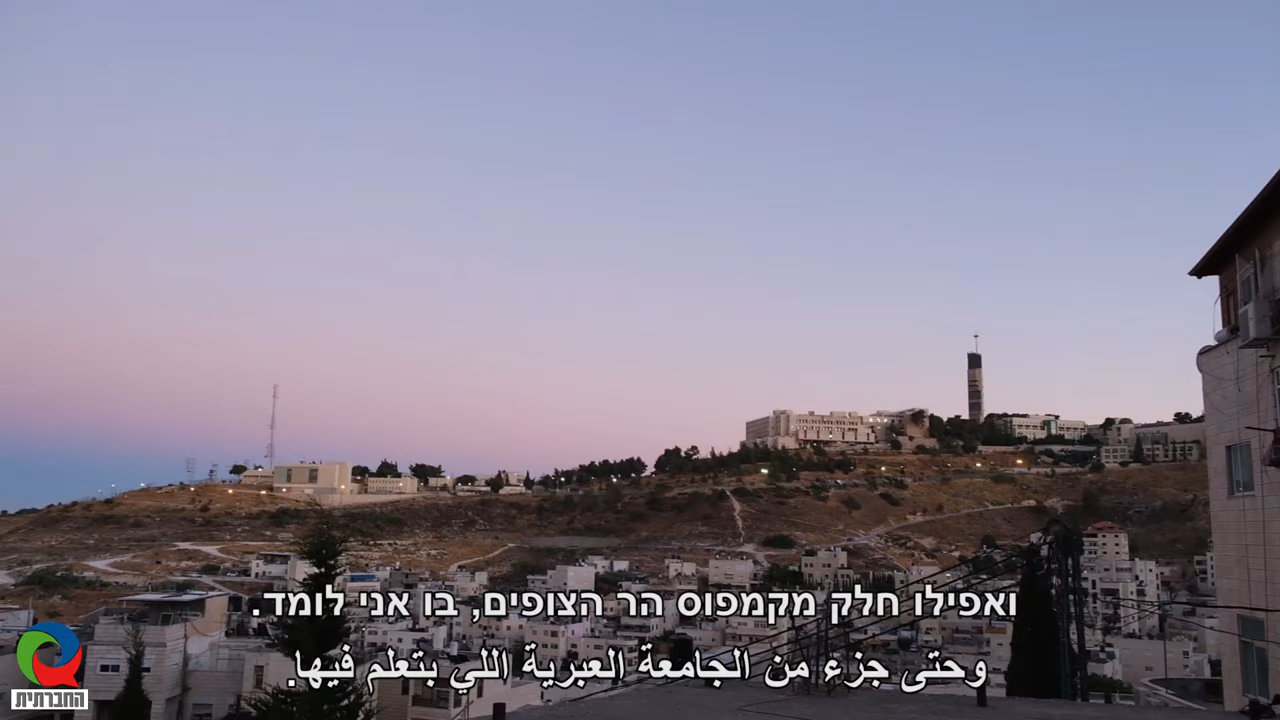 ואפילו חלק מקמפוס הר הצופים, בו אני לומד.
وحتى جزء من الجامعة العبرية اللي بتعلم فيها.
החברתית